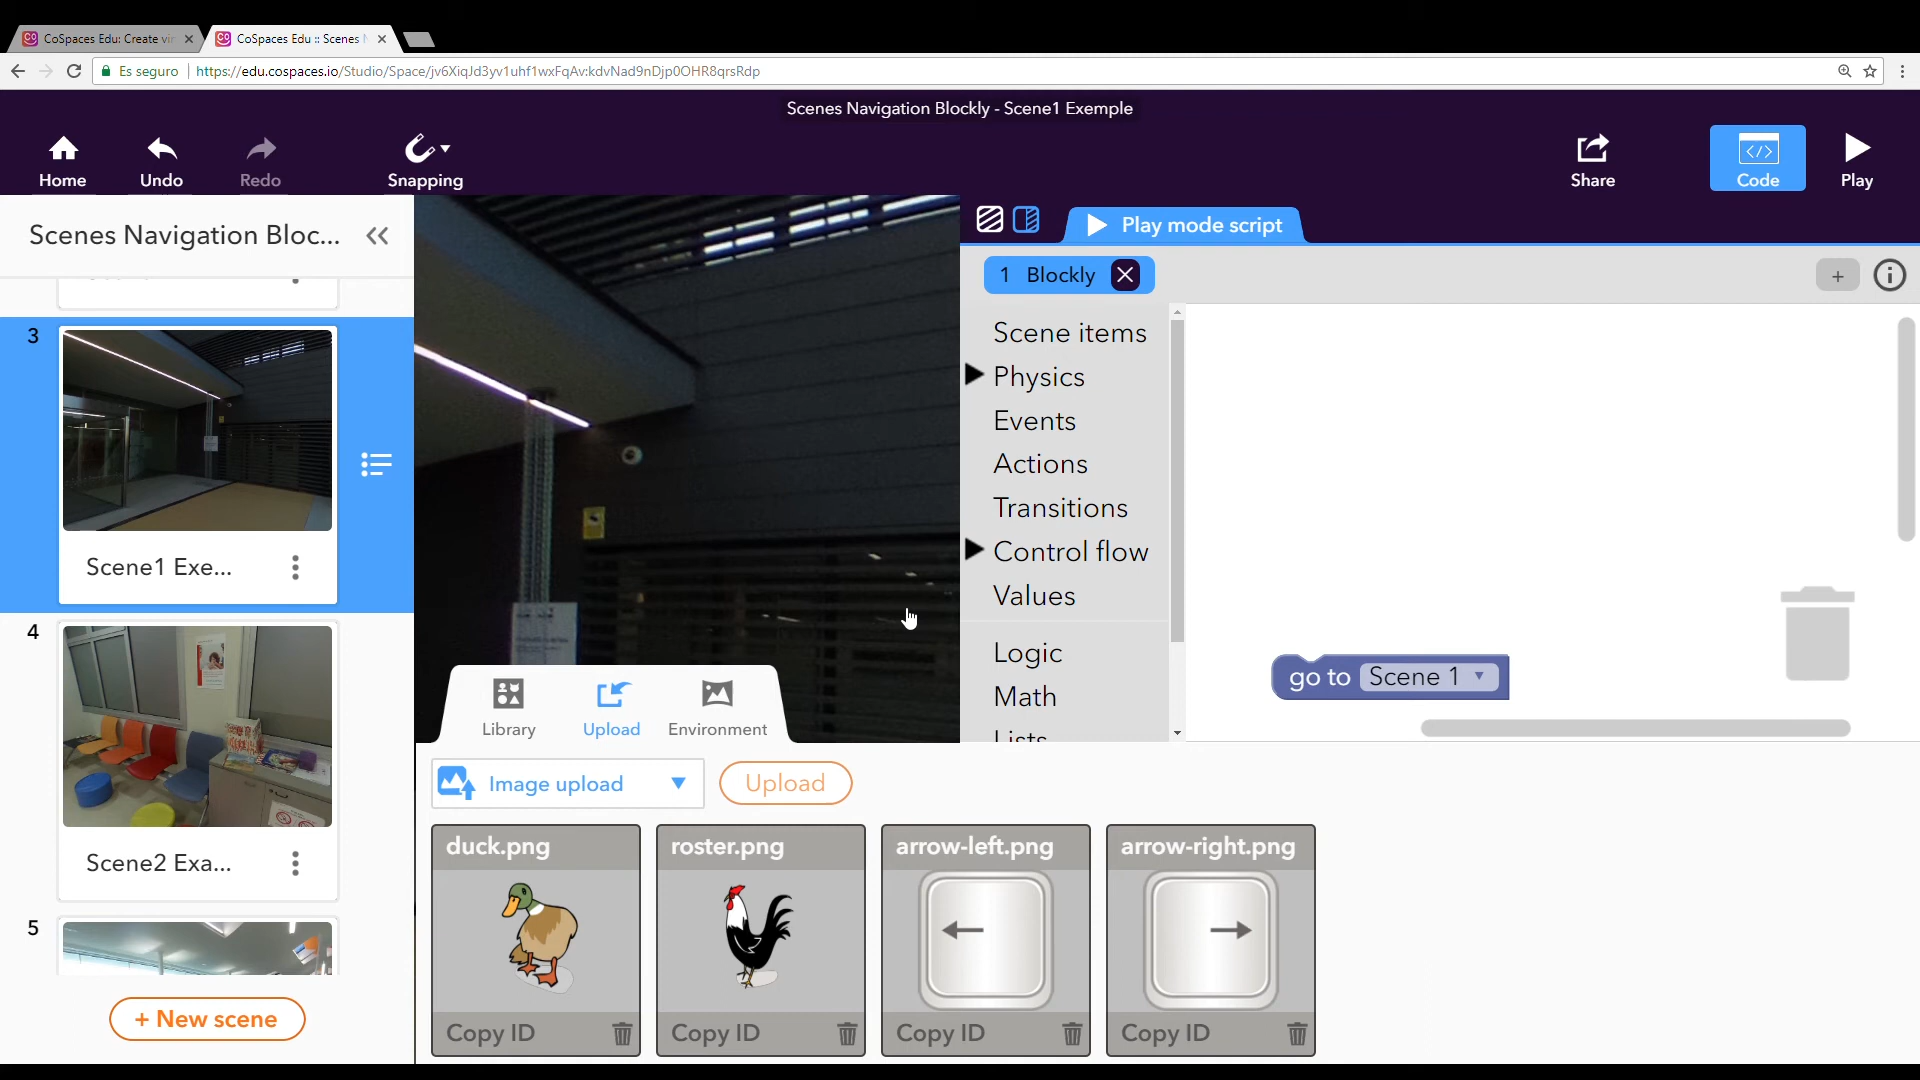 CoSpaces Edu: Create vir
CoSpaces Edu :: Scenes
Es seguro
https://edu.cospaces.io/Studio/Space/jv6XiqJd3yv1uhf1wxFqAv:kdvNad9nDjp0OHR8qrsRdp
Scenes Navigation Blockly - Scene1 Exemple
Home
Undo
Redo
Snapping
Share
Code
Play
Scenes Navigation Bloc...
Play mode script
1 Blockly
3
Scene1 Exe...
4
Scene2 Exa...
5
+ New scene
Scene items
Physics
Events
Actions
Transitions
Control flow
Values
Logic
Math
Lists
go to Scene 1
Library
Upload
Environment
Image upload
Upload
duck.png
roster.png
arrow-left.png
arrow-right.png
Copy ID
Copy ID
Copy ID
Copy ID